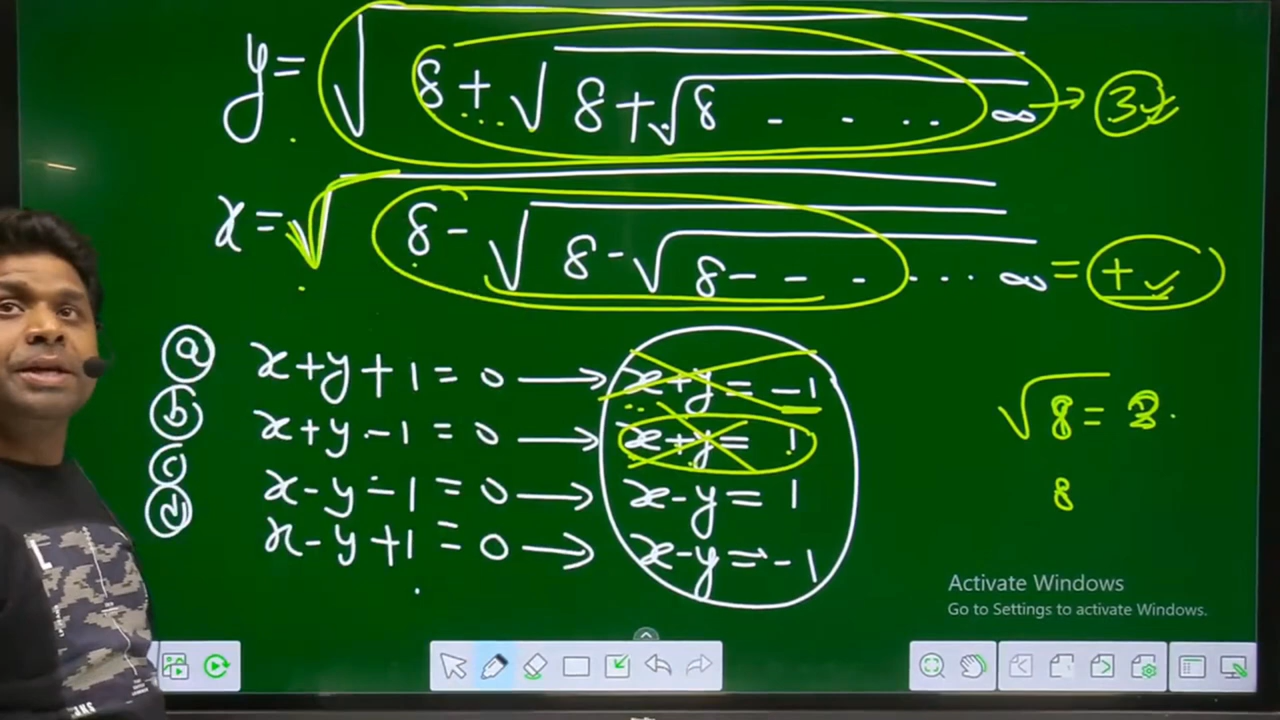 y = √8 + √8 + √8 - - . . ∞ → 3✓
x = √8 - √8 - √8 - - - - . . . ∞ = + ✓
ⓐ x + y + 1 = 0 → x + y = -1
ⓑ x + y - 1 = 0 → x + y = 1
ⓒ x - y - 1 = 0 → x - y = 1
ⓓ x - y + 1 = 0 → x - y = -1
√8 = 3.
8
Activate Windows
Go to Settings to activate Windows.